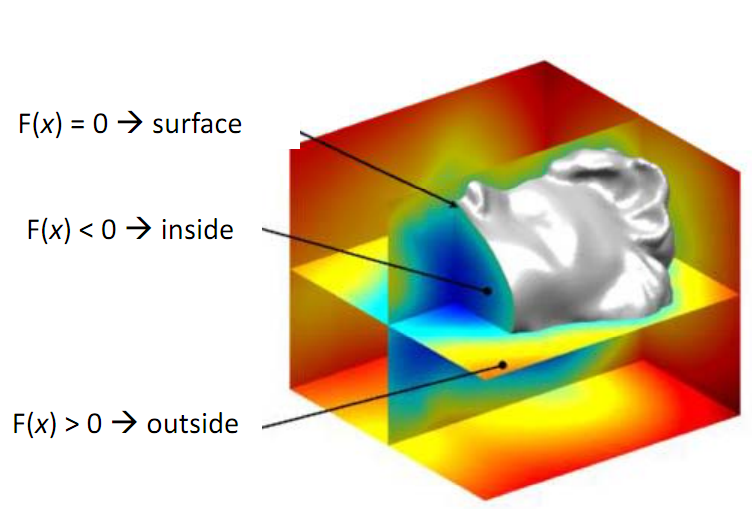 F(x) = 0 → surface
F(x) < 0 → inside
F(x) > 0 → outside